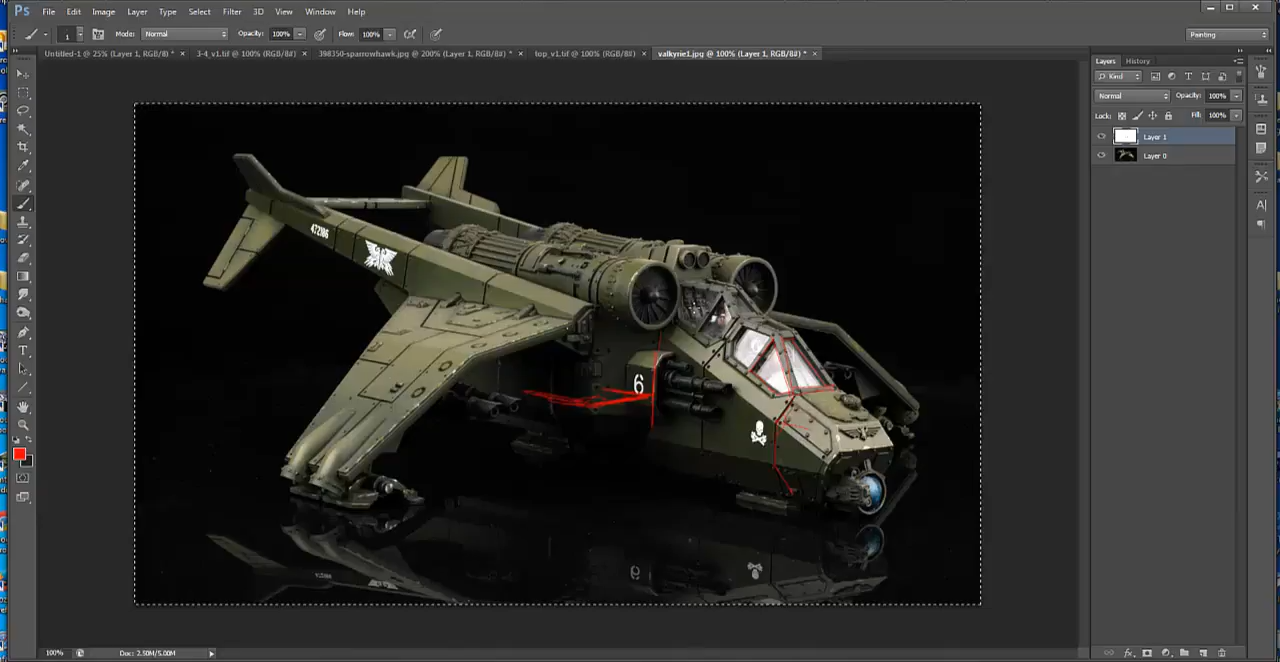 Ps File Edit Image Layer Type Select Filter 3D View Window Help
1 Mode: Normal Opacity: 100% Flow: 100% Painting
Untitled-1 @ 25% (Layer 1, RGB/8) * × 3-4_v1.tif @ 100% (RGB/8#) × 398350-sparrowhawk.jpg @ 200% (Layer 1, RGB/8#) * × top_v1.tif @ 100% (RGB/8#) × valkyrie1.jpg @ 100% (Layer 1, RGB/8#) * ×
Layers History
Kind
Normal Opacity: 100%
Lock: Fill: 100%
Layer 1
Layer 0
472186
6
100% Doc: 2.50M/5.00M